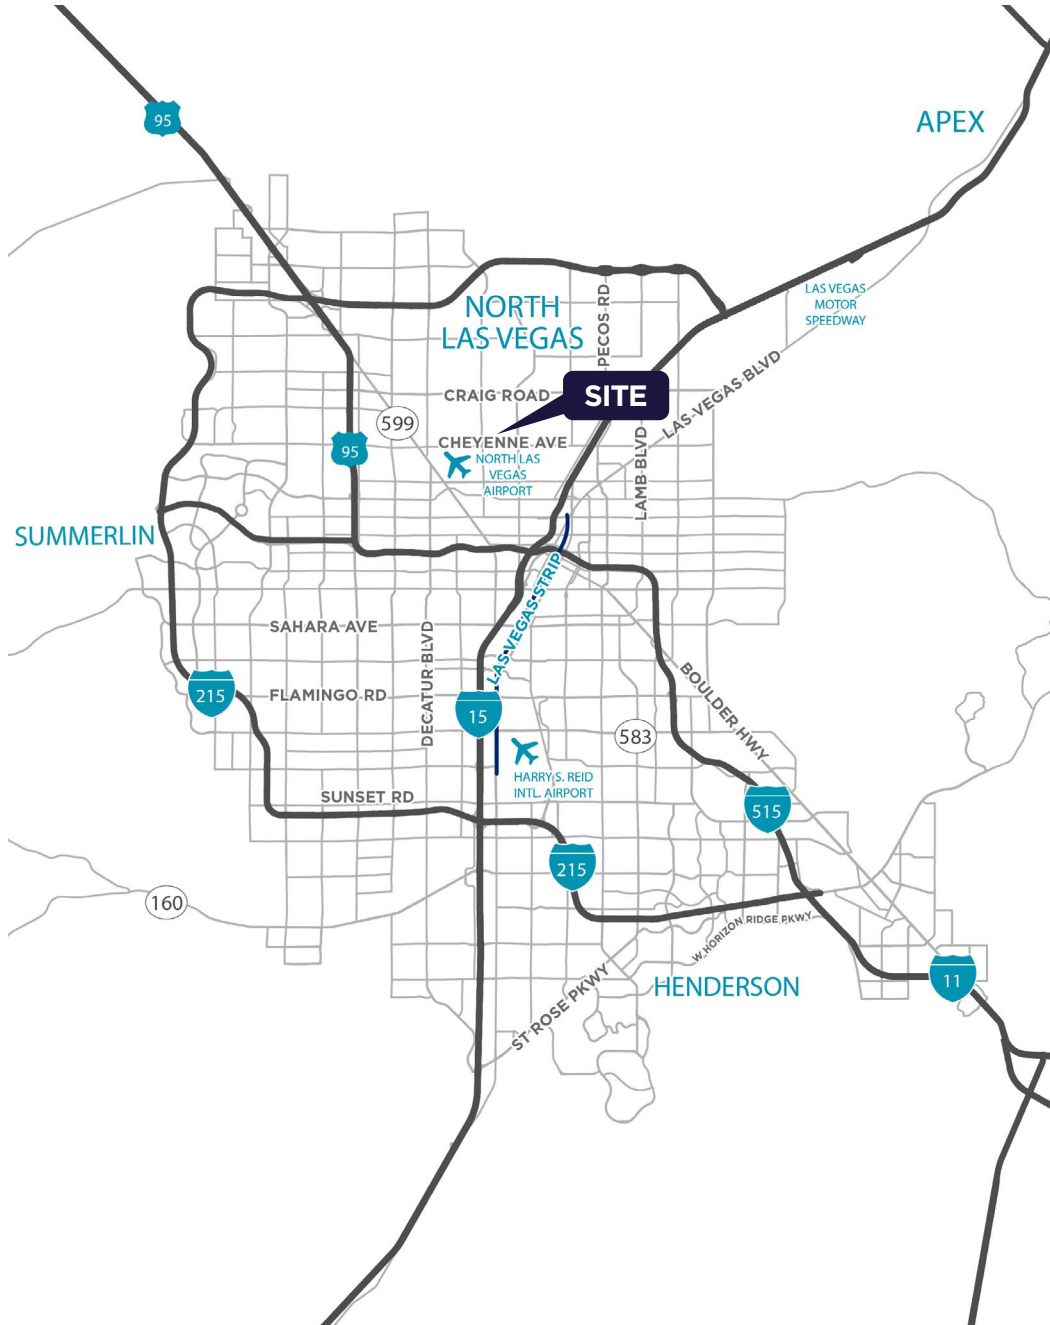 95
APEX
LAS VEGAS
MOTOR
SPEEDWAY
NORTH
LAS VEGAS
PECOS RD
CRAIG ROAD
SITE
LAS VEGAS BLVD
599
CHEYENNE AVE
95
NORTH LAS
VEGAS
AIRPORT
LAMB BLVD
SUMMERLIN
LAS VEGAS STRIP
SAHARA AVE
DECATUR BLVD
215
FLAMINGO RD
15
BOULDER HWY
583
HARRY S. REID
INTL. AIRPORT
SUNSET RD
515
215
160
W HORIZON RIDGE PKWY
HENDERSON
11
ST ROSE PKWY